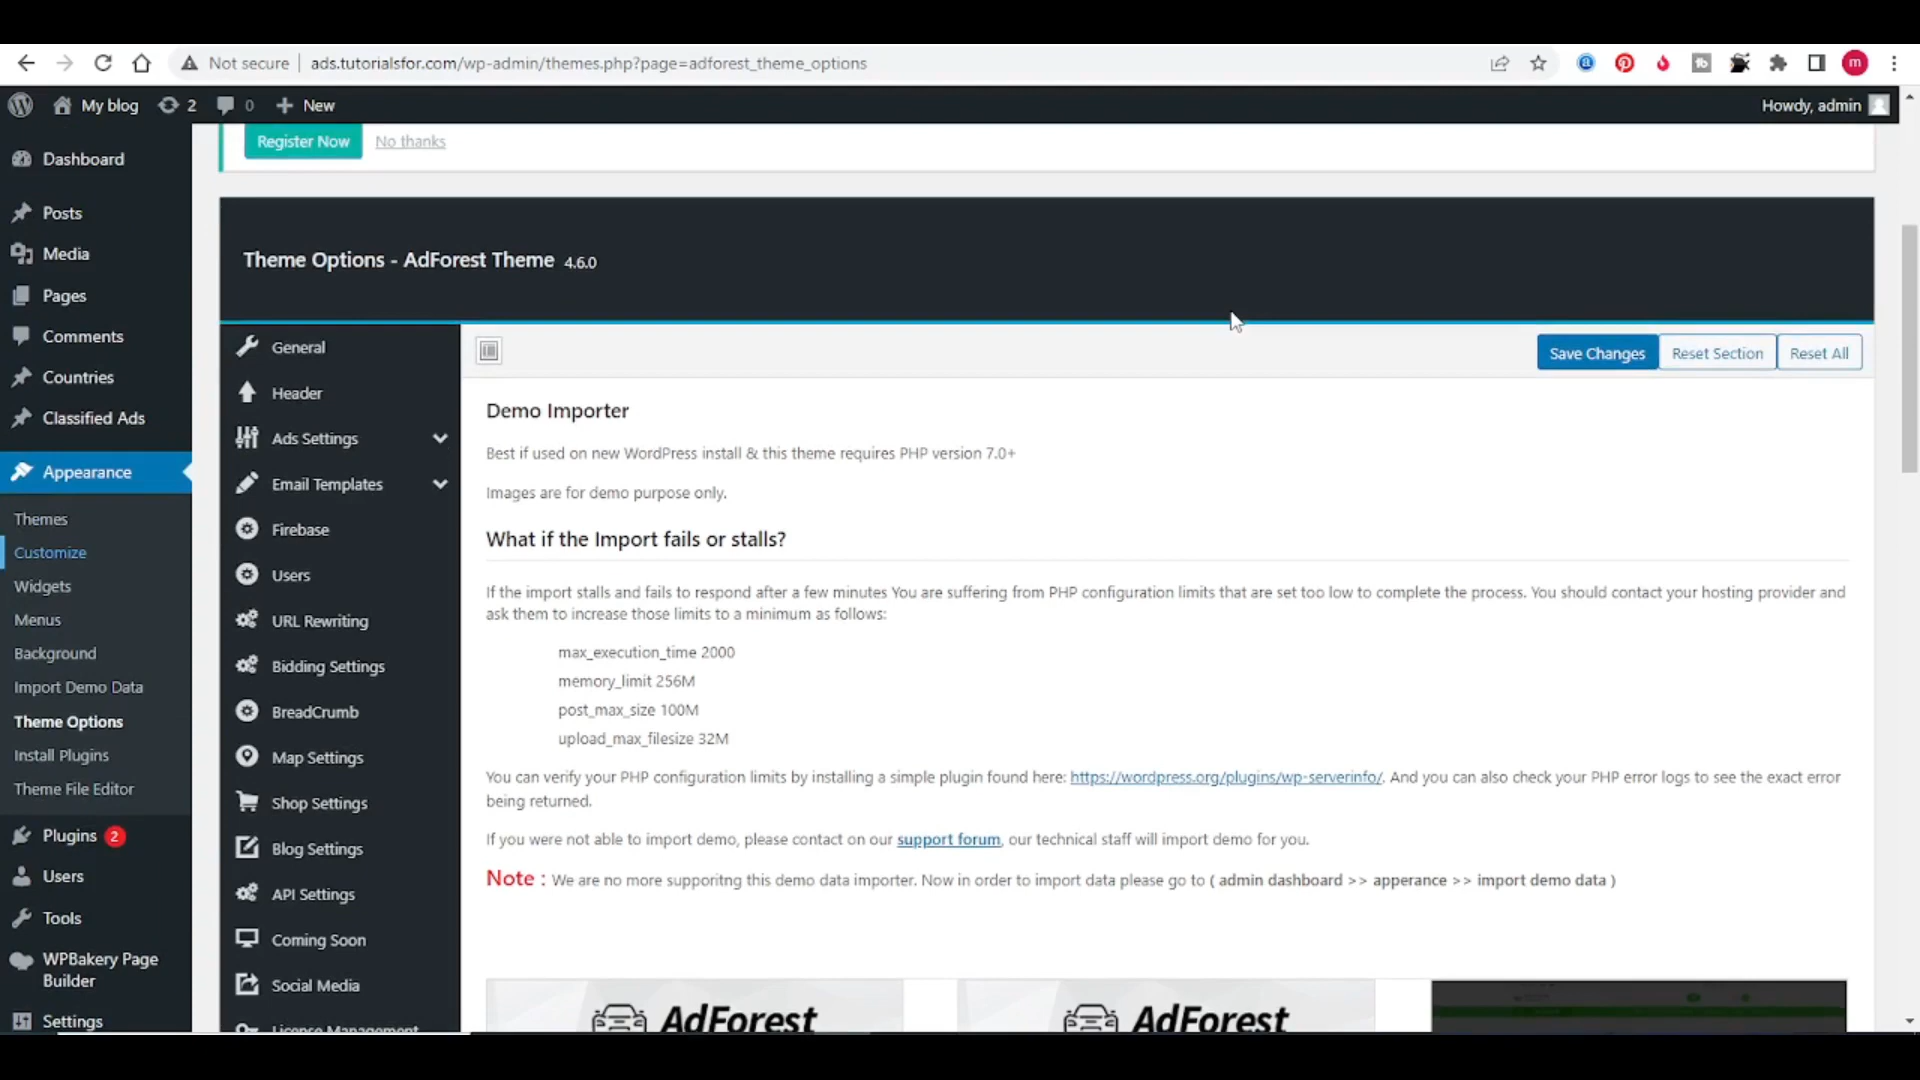 Not secure
ads.tutorialsfor.com/wp-admin/themes.php?page=adforest_theme_options
m
My blog
2
0
New
Howdy, admin
Register Now
No thanks
Dashboard
Posts
Media
Pages
Comments
Countries
Classified Ads
Appearance
Themes
Customize
Widgets
Menus
Background
Import Demo Data
Theme Options
Install Plugins
Theme File Editor
Plugins 2
Users
Tools
WPBakery Page
Builder
Settings
Theme Options - AdForest Theme 4.6.0
General
Header
Ads Settings
Email Templates
Firebase
Users
URL Rewriting
Bidding Settings
BreadCrumb
Map Settings
Shop Settings
Blog Settings
API Settings
Coming Soon
Social Media
License Management
Save Changes
Reset Section
Reset All
Demo Importer
Best if used on new WordPress install & this theme requires PHP version 7.0+
Images are for demo purpose only.
What if the Import fails or stalls?
If the import stalls and fails to respond after a few minutes You are suffering from PHP configuration limits that are set too low to complete the process. You should contact your hosting provider and
ask them to increase those limits to a minimum as follows:
max_execution_time 2000
memory_limit 256M
post_max_size 100M
upload_max_filesize 32M
You can verify your PHP configuration limits by installing a simple plugin found here: https://wordpress.org/plugins/wp-serverinfo/. And you can also check your PHP error logs to see the exact error
being returned.
If you were not able to import demo, please contact on our support forum, our technical staff will import demo for you.
Note : We are no more supporitng this demo data importer. Now in order to import data please go to ( admin dashboard >> apperance >> import demo data )
AdForest
AdForest